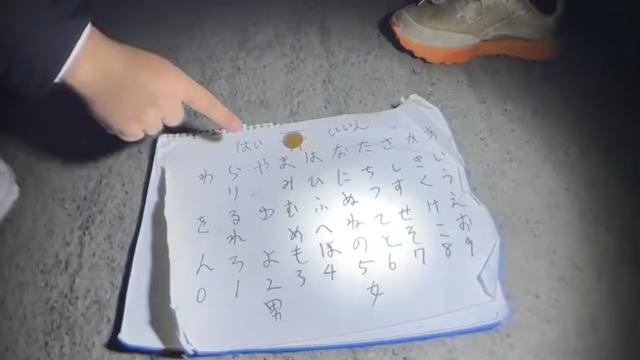 はい
いいえ
あいうえお
かきくけこ
さしすせそ
たちつてと
なにぬねの
はひふへほ
まみむめも
やゆよ
らりるれろ
わをん
0 1 2 3 4 5 6 7 8 9
男 女